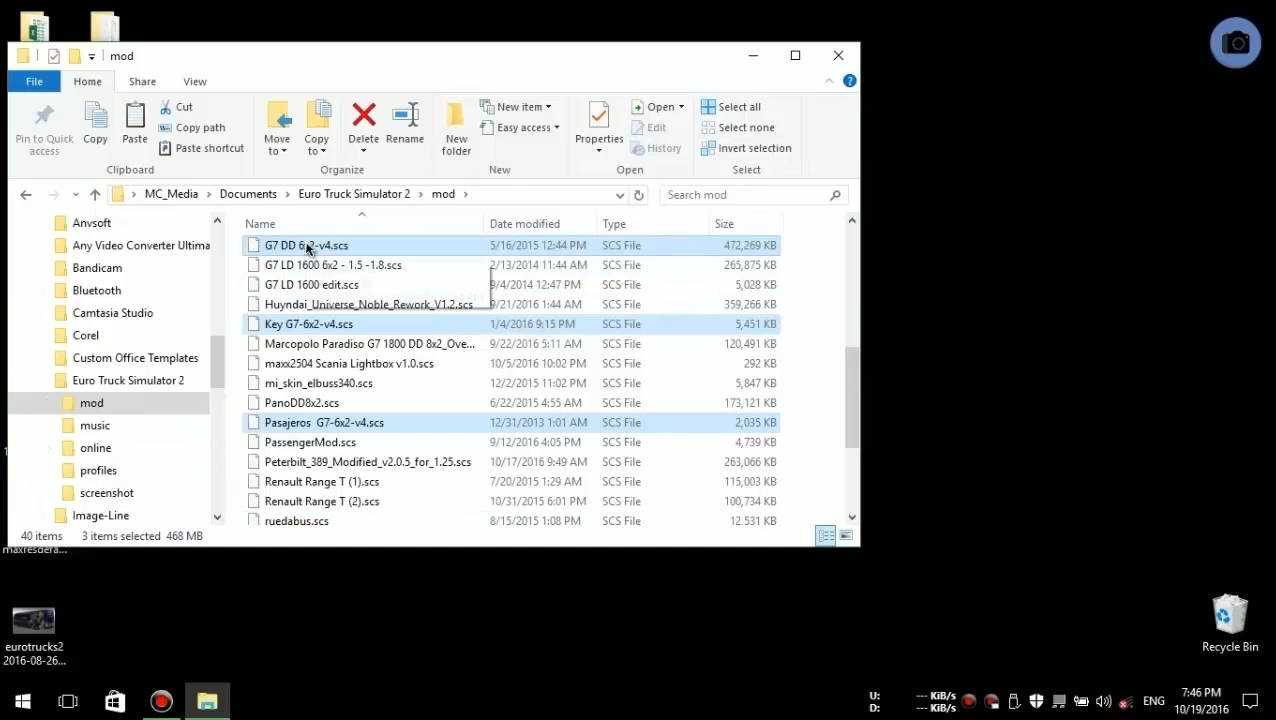 mod
File
Home
Share
View
Pin to Quick access
Copy
Paste
Cut
Copy path
Paste shortcut
Clipboard
Move to
Copy to
Delete
Rename
Organize
New folder
New item
Easy access
New
Properties
Open
Edit
History
Open
Select all
Select none
Invert selection
Select
MC_Media > Documents > Euro Truck Simulator 2 > mod >
Search mod
Anvsoft
Any Video Converter Ultima
Bandicam
Bluetooth
Camtasia Studio
Corel
Custom Office Templates
Euro Truck Simulator 2
mod
music
online
profiles
screenshot
Image-Line
Name Date modified Type Size
G7 DD 6x2-v4.scs 5/16/2015 12:44 PM SCS File 472,269 KB
G7 LD 1600 6x2 - 1.5 -1.8.scs 2/13/2014 11:44 AM SCS File 265,875 KB
G7 LD 1600 edit.scs 9/4/2014 12:47 PM SCS File 5,028 KB
Huyndai_Universe_Noble_Rework_V1.2.scs 9/21/2016 1:44 AM SCS File 359,266 KB
Key G7-6x2-v4.scs 1/4/2016 9:15 PM SCS File 5,451 KB
Marcopolo Paradiso G7 1800 DD 8x2_Ove... 9/22/2016 5:11 AM SCS File 120,491 KB
maxx2504 Scania Lightbox v1.0.scs 10/5/2016 10:02 PM SCS File 292 KB
mi_skin_elbuss340.scs 12/2/2015 11:02 PM SCS File 5,847 KB
PanoDD8x2.scs 6/22/2015 4:55 AM SCS File 173,121 KB
Pasajeros  G7-6x2-v4.scs 12/31/2013 1:01 AM SCS File 2,035 KB
PassengerMod.scs 9/12/2016 4:05 PM SCS File 4,739 KB
Peterbilt_389_Modified_v2.0.5_for_1.25.scs 10/17/2016 9:49 AM SCS File 263,066 KB
Renault Range T (1).scs 7/20/2015 1:29 AM SCS File 115,003 KB
Renault Range T (2).scs 10/31/2015 6:01 PM SCS File 100,734 KB
ruedabus.scs 8/15/2015 1:08 PM SCS File 12,531 KB
40 items 3 items selected 468 MB
maxresdefa...
eurotrucks2
2016-08-26...
Recycle Bin
U: --- KiB/s
D: --- KiB/s
ENG
7:46 PM
10/19/2016